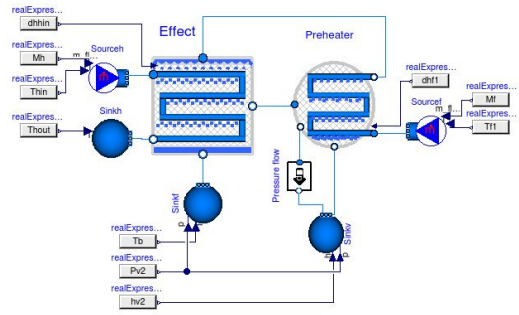 realExpres...
dhhin
realExpres...
Mh
realExpres...
Thin
realExpres...
Thout
Sourceh
m_fl...
Sinkh
Effect
Preheater
realExpres...
dhf1
realExpres...
Mf
realExpres...
Tf1
Sourcef
Pressure flow
Sinkf
p
Sinkv
p
realExpres...
Tb
realExpres...
Pv2
realExpres...
hv2